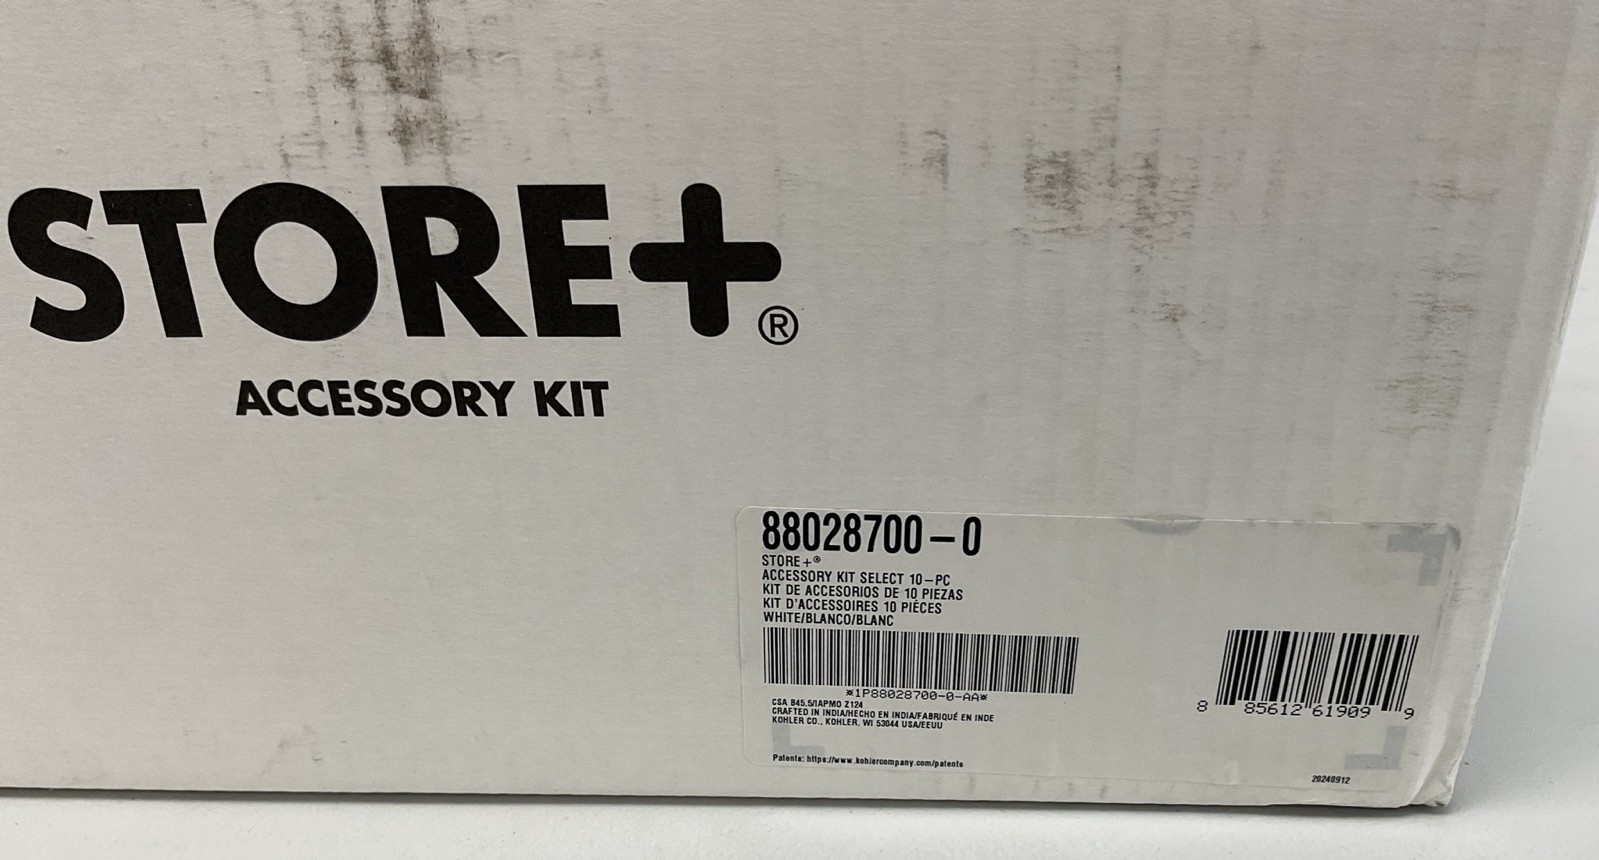 STORE+®
ACCESSORY KIT
88028700-0
STORE+®
ACCESSORY KIT SELECT 10-PC
KIT DE ACCESORIOS DE 10 PIEZAS
KIT D'ACCESSOIRES 10 PIÈCES
WHITE/BLANCO/BLANC
*1P88028700-0-AA*
8 85612 61909 9
CSA B45.5/IAPMO Z124
CRAFTED IN INDIA/HECHO EN INDIA/FABRIQUÉ EN INDE
KOHLER CO., KOHLER, WI 53044 USA/EEUU
Patents: https://www.kohlercompany.com/patents
20240912